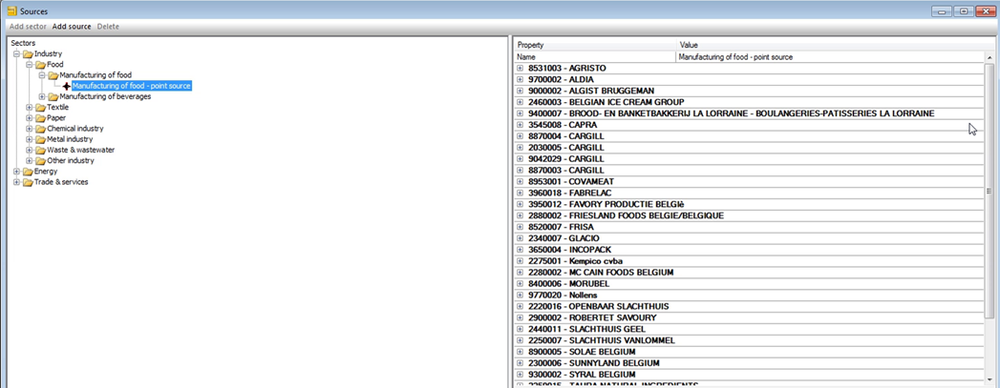 Sources
Add sector Add source Delete
Sectors
Industry
Food
Manufacturing of food
Manufacturing of food - point source
Manufacturing of beverages
Textile
Paper
Chemical industry
Metal industry
Waste & wastewater
Other industry
Energy
Trade & services
Property Value
Name Manufacturing of food - point source
8531003 - AGRISTO
9700002 - ALDIA
9000002 - ALGIST BRUGGEMAN
2460003 - BELGIAN ICE CREAM GROUP
9400007 - BROOD- EN BANKETBAKKERIJ LA LORRAINE - BOULANGERIES-PATISSERIES LA LORRAINE
3545008 - CAPRA
8870004 - CARGILL
2030005 - CARGILL
9042029 - CARGILL
8870003 - CARGILL
8953001 - COVAMEAT
3960018 - FABRELAC
3950012 - FAVORY PRODUCTIE BELGIë
2880002 - FRIESLAND FOODS BELGIE/BELGIQUE
8520007 - FRISA
2340007 - GLACIO
3650004 - INCOPACK
2275001 - Kempico cvba
2280002 - MC CAIN FOODS BELGIUM
8400006 - MORUBEL
9770020 - Nollens
2220016 - OPENBAAR SLACHTHUIS
2900002 - ROBERTET SAVOURY
2440011 - SLACHTHUIS GEEL
2250007 - SLACHTHUIS VANLOMMEL
8900005 - SOLAE BELGIUM
2300006 - SUNNYLAND BELGIUM
9300002 - SYRAL BELGIUM
TAURA NATURAL INGREDIENTS